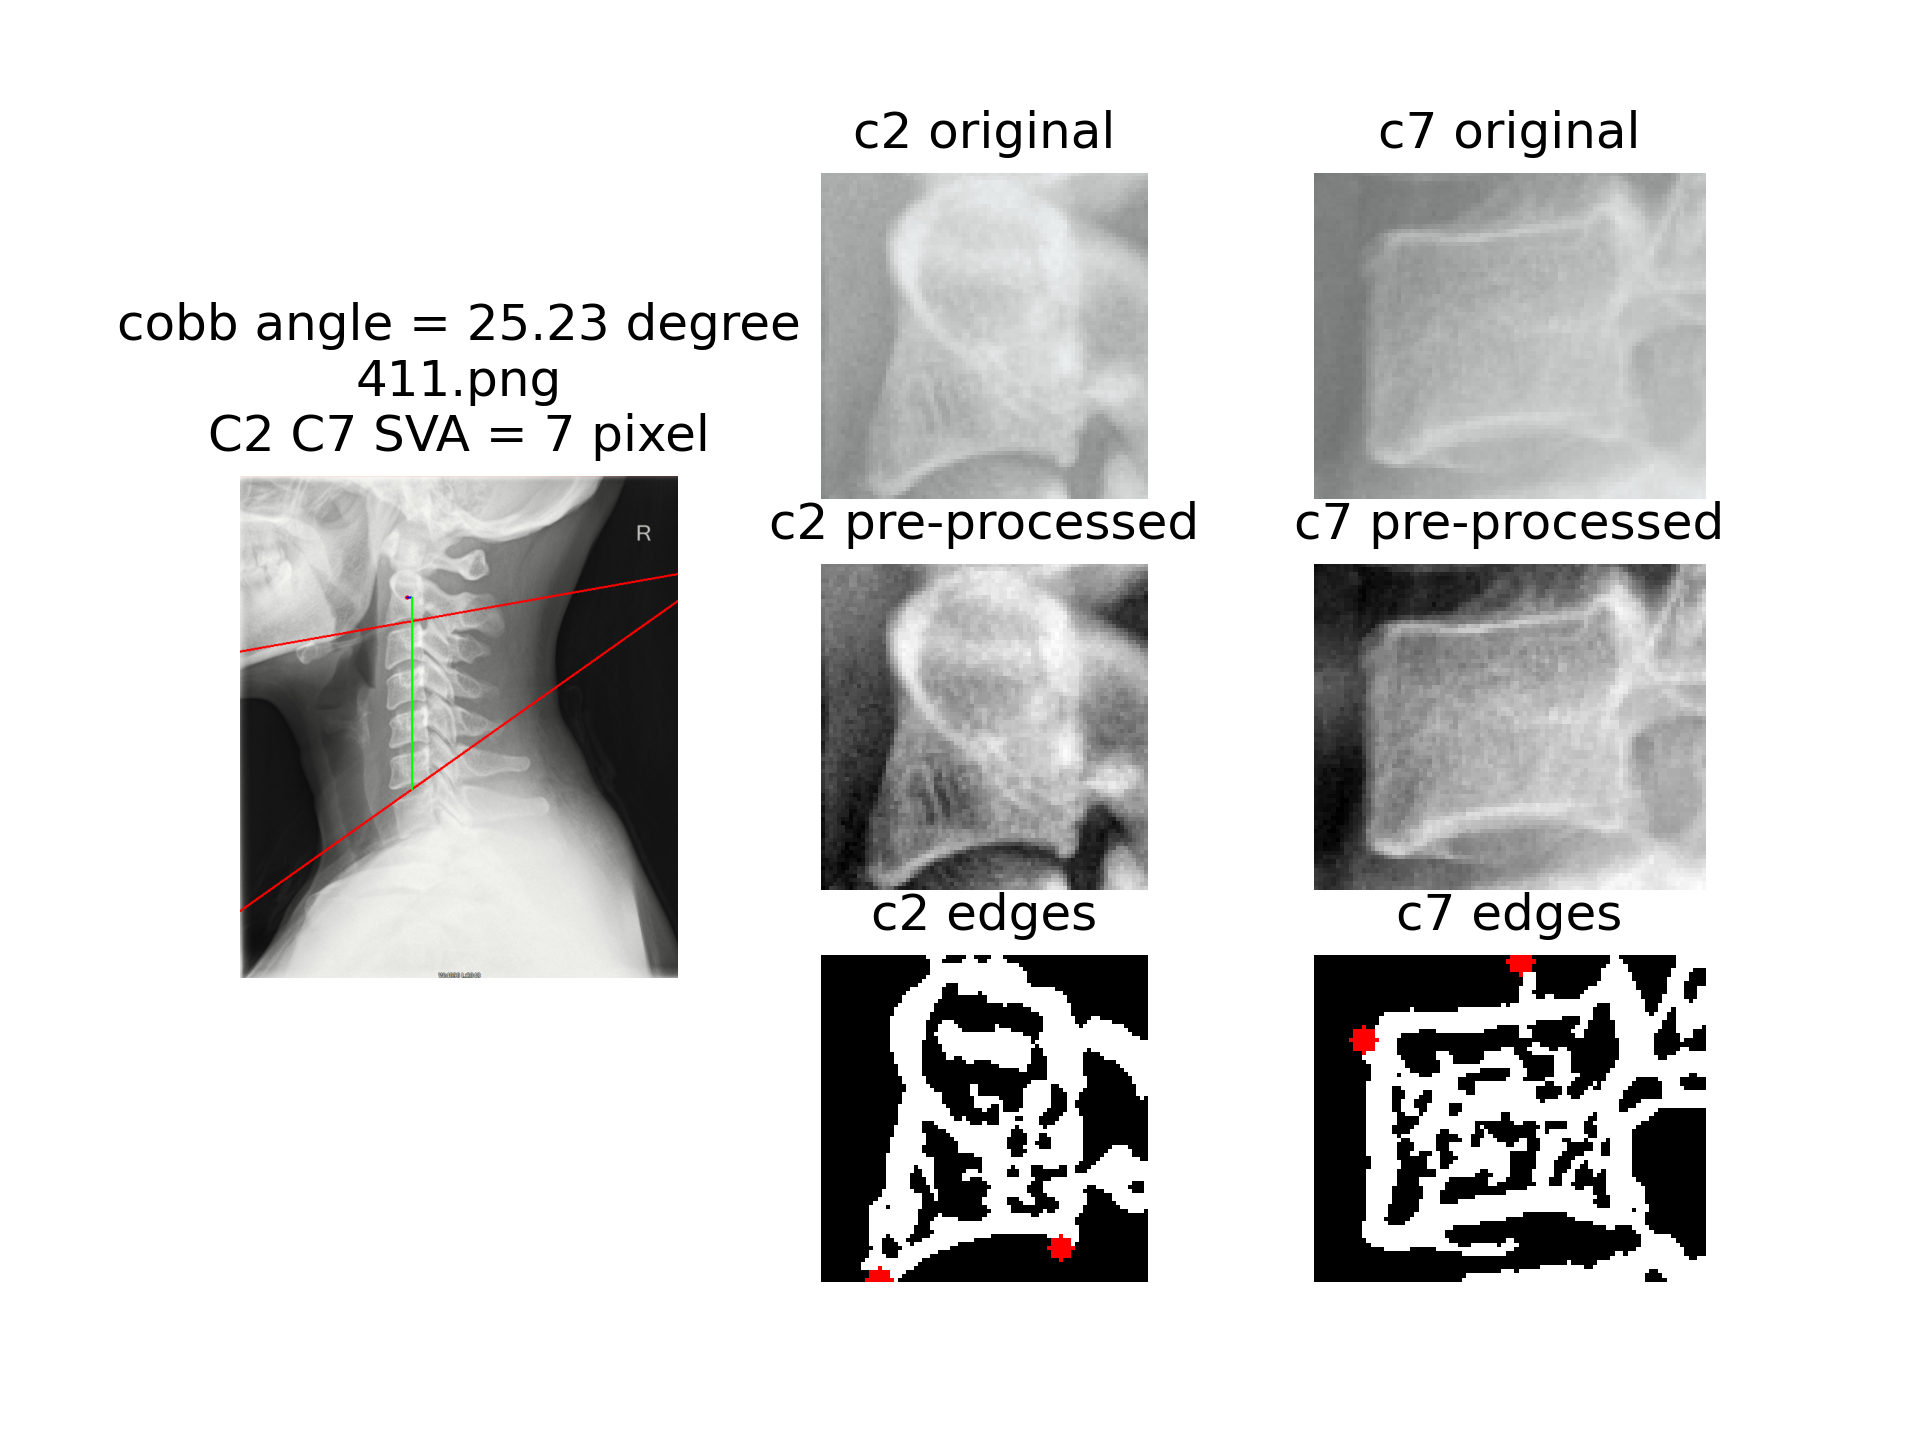 cobb angle = 25.23 degree
411.png
C2 C7 SVA = 7 pixel
R
c2 original
c7 original
c2 pre-processed
c7 pre-processed
c2 edges
c7 edges